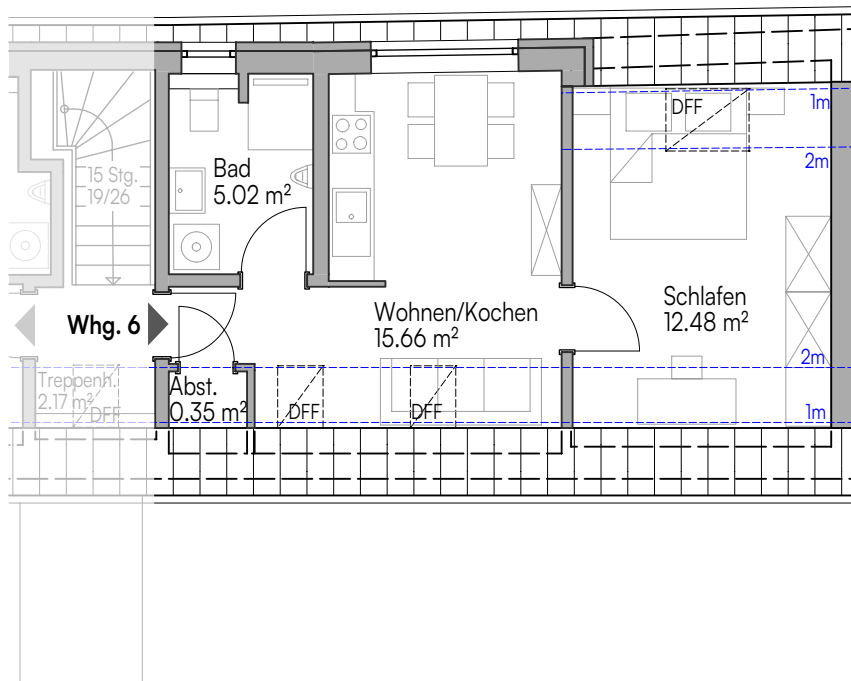 1m
DFF
2m
15 Stg.
19/26
Bad
5.02 m²
Schlafen
12.48 m²
Wohnen/Kochen
15.66 m²
Whg. 6
2m
Treppenh.
2.17 m²
DFF
Abst.
0.35 m²
DFF
DFF
1m